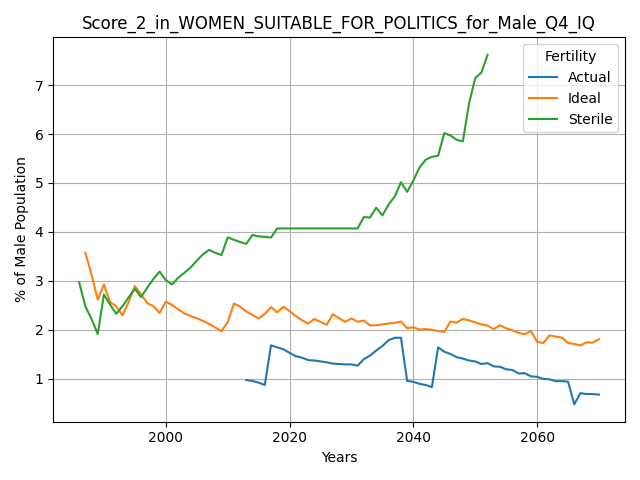 Score_2_in_WOMEN_SUITABLE_FOR_POLITICS_for_Male_Q4_IQ
Fertility
Actual
Ideal
Sterile
% of Male Population
7
6
5
4
3
2
1
2000
2020
2040
2060
Years